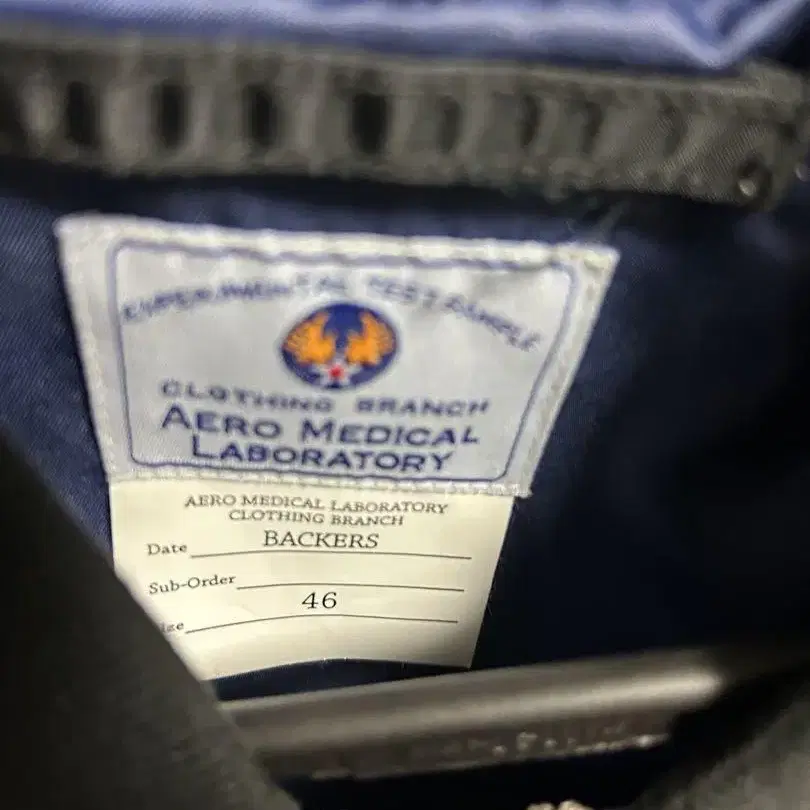 EXPERIMENTAL TEST SAMPLE
CLOTHING BRANCH
AERO MEDICAL
LABORATORY
AERO MEDICAL LABORATORY
CLOTHING BRANCH
Date BACKERS
Sub-Order
46